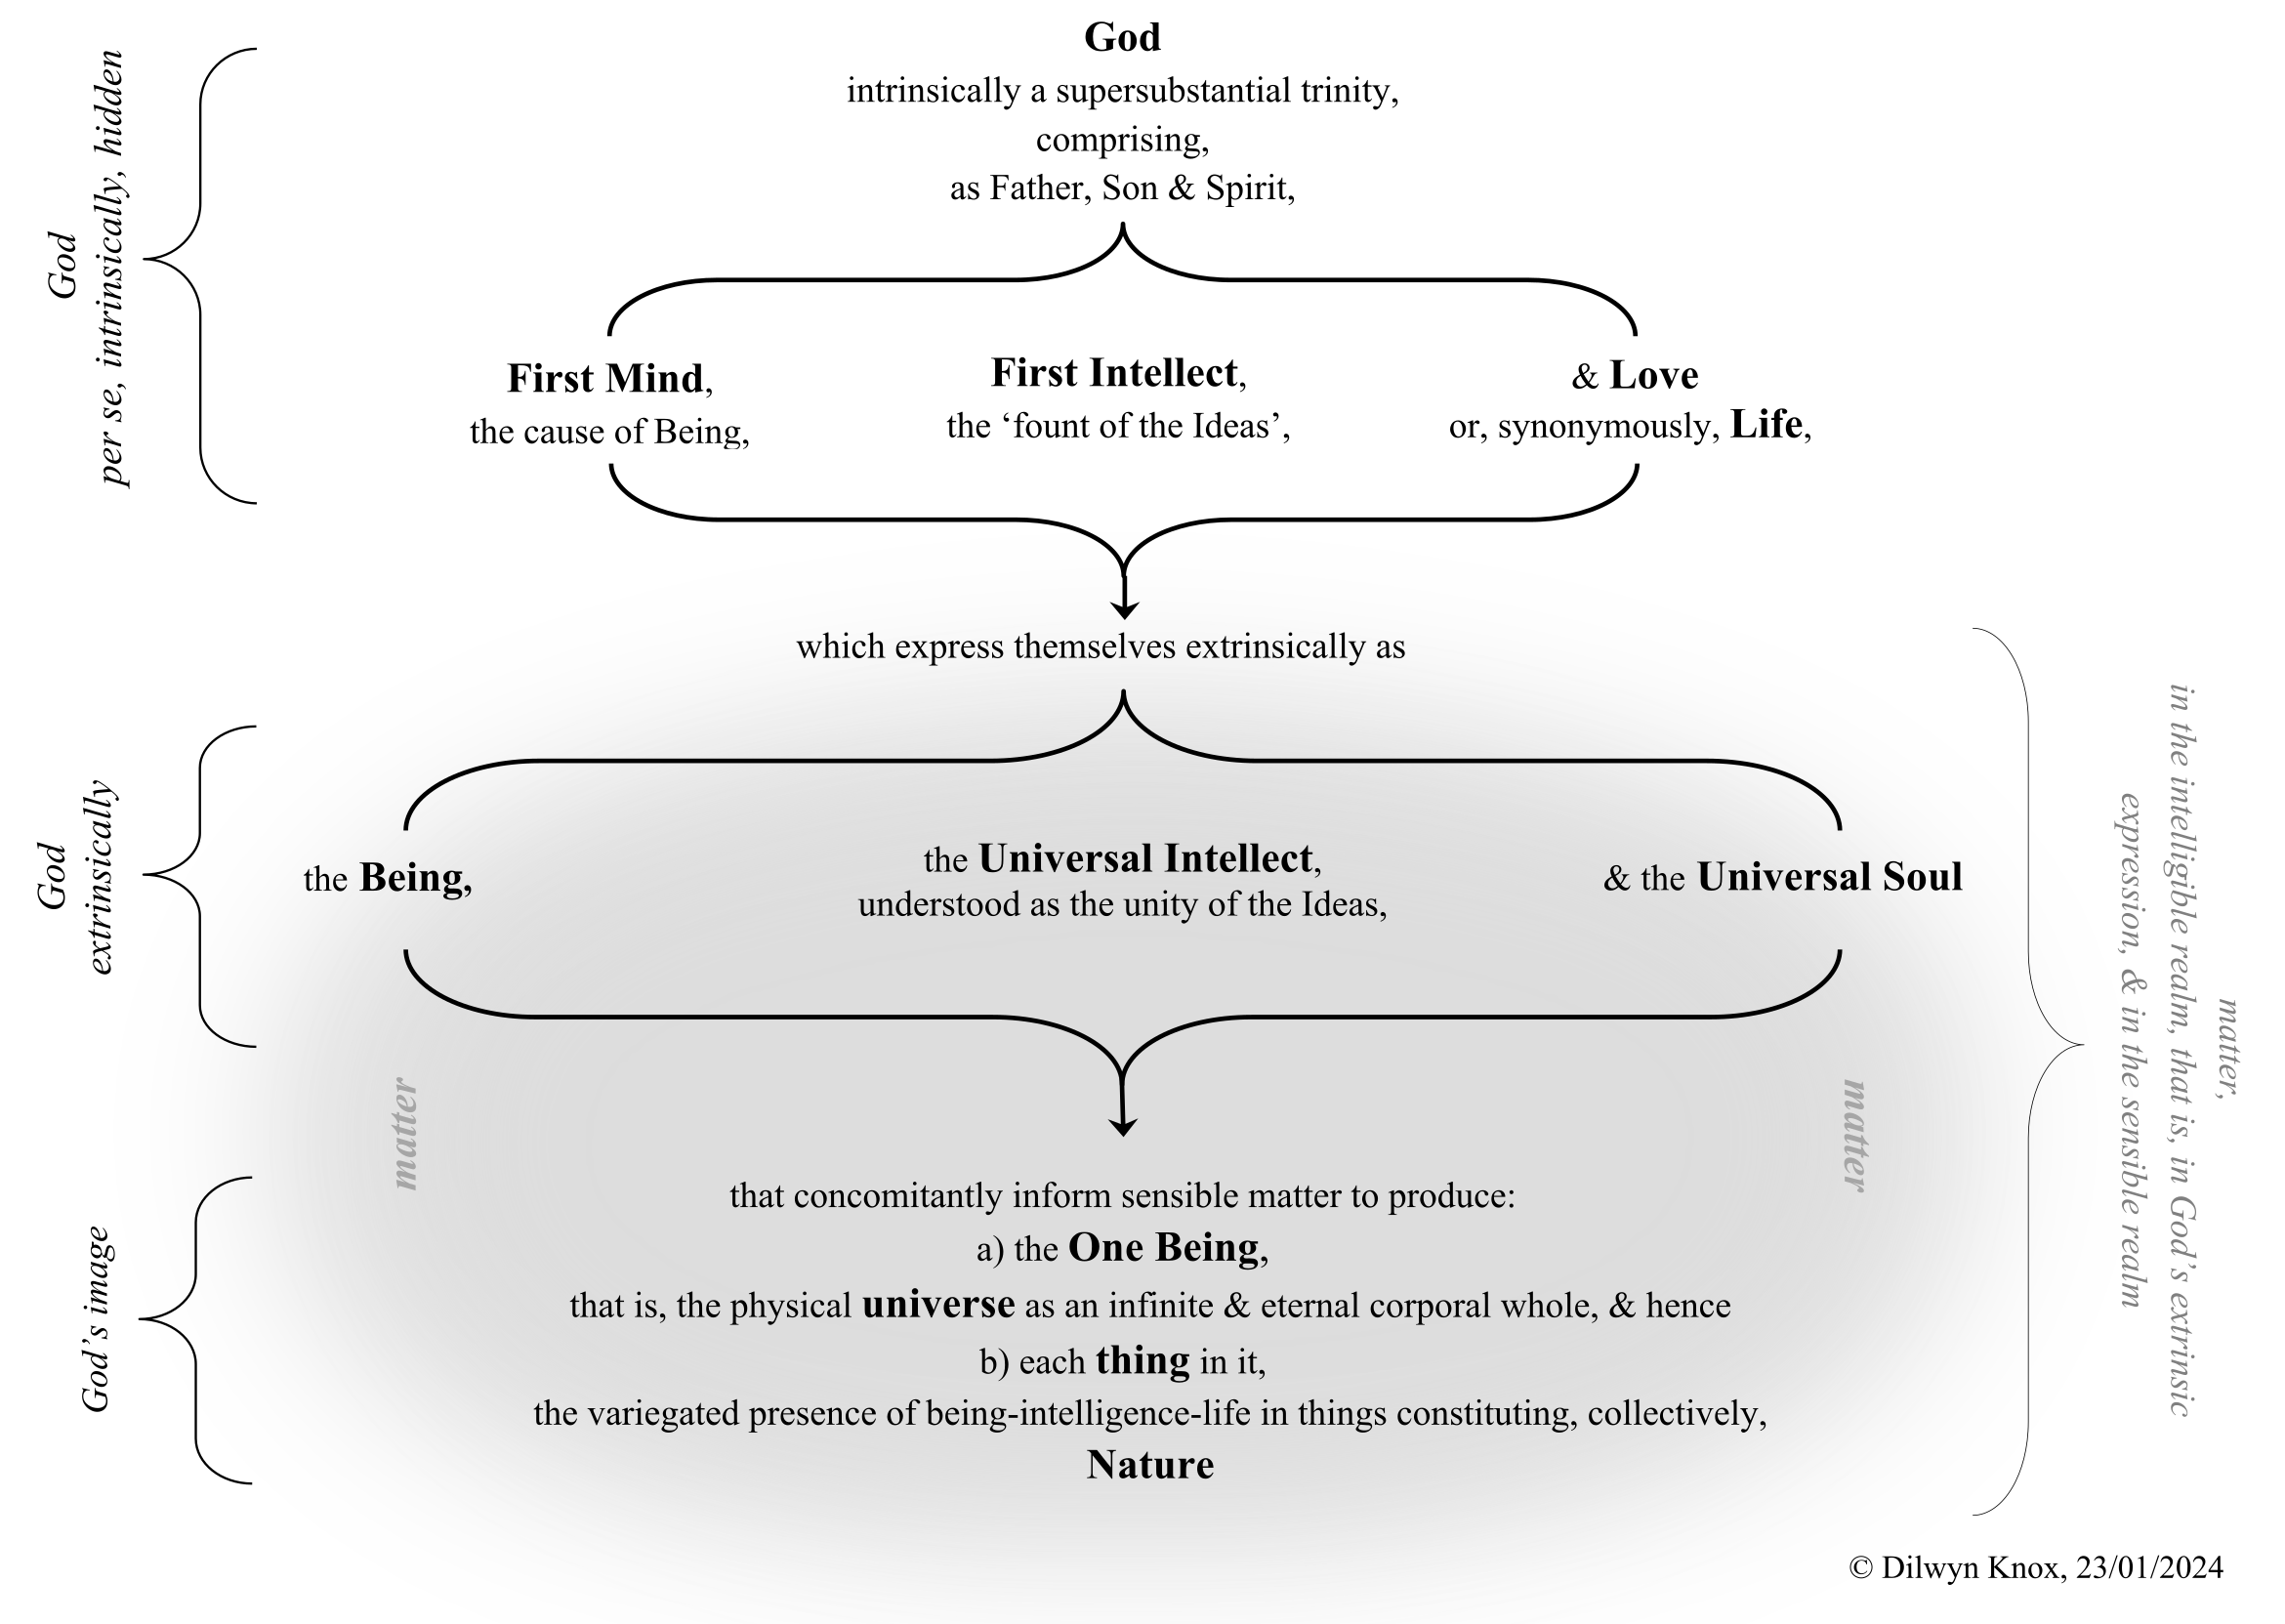 God
intrinsically a supersubstantial trinity,
comprising,
as Father, Son & Spirit,
God
per se, intrinsically, hidden
First Mind,
the cause of Being,
First Intellect,
the ‘fount of the Ideas’,
& Love
or, synonymously, Life,
which express themselves extrinsically as
God
extrinsically
the Being,
the Universal Intellect,
understood as the unity of the Ideas,
& the Universal Soul
matter,
in the intelligible realm, that is, in God’s extrinsic
expression, & in the sensible realm
matter
matter
God’s image
that concomitantly inform sensible matter to produce:
a) the One Being,
that is, the physical universe as an infinite & eternal corporal whole, & hence
b) each thing in it,
the variegated presence of being-intelligence-life in things constituting, collectively,
Nature
© Dilwyn Knox, 23/01/2024